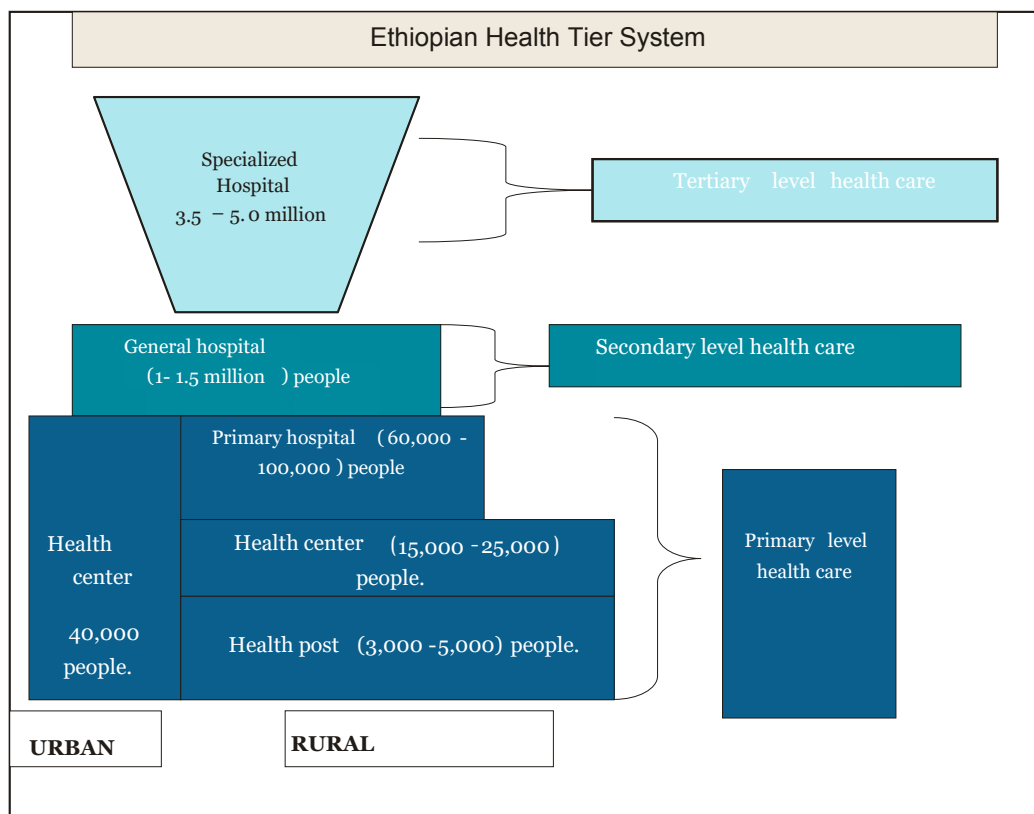 Ethiopian Health Tier System
Specialized
Hospital
3.5 – 5.0 million
Tertiary level health care
General hospital
(1- 1.5 million ) people
Secondary level health care
Primary hospital (60,000 -
100,000 ) people
Health center (15,000 -25,000)
people.
Health post (3,000 -5,000) people.
Health
center
40,000
people.
Primary level
health care
URBAN
RURAL